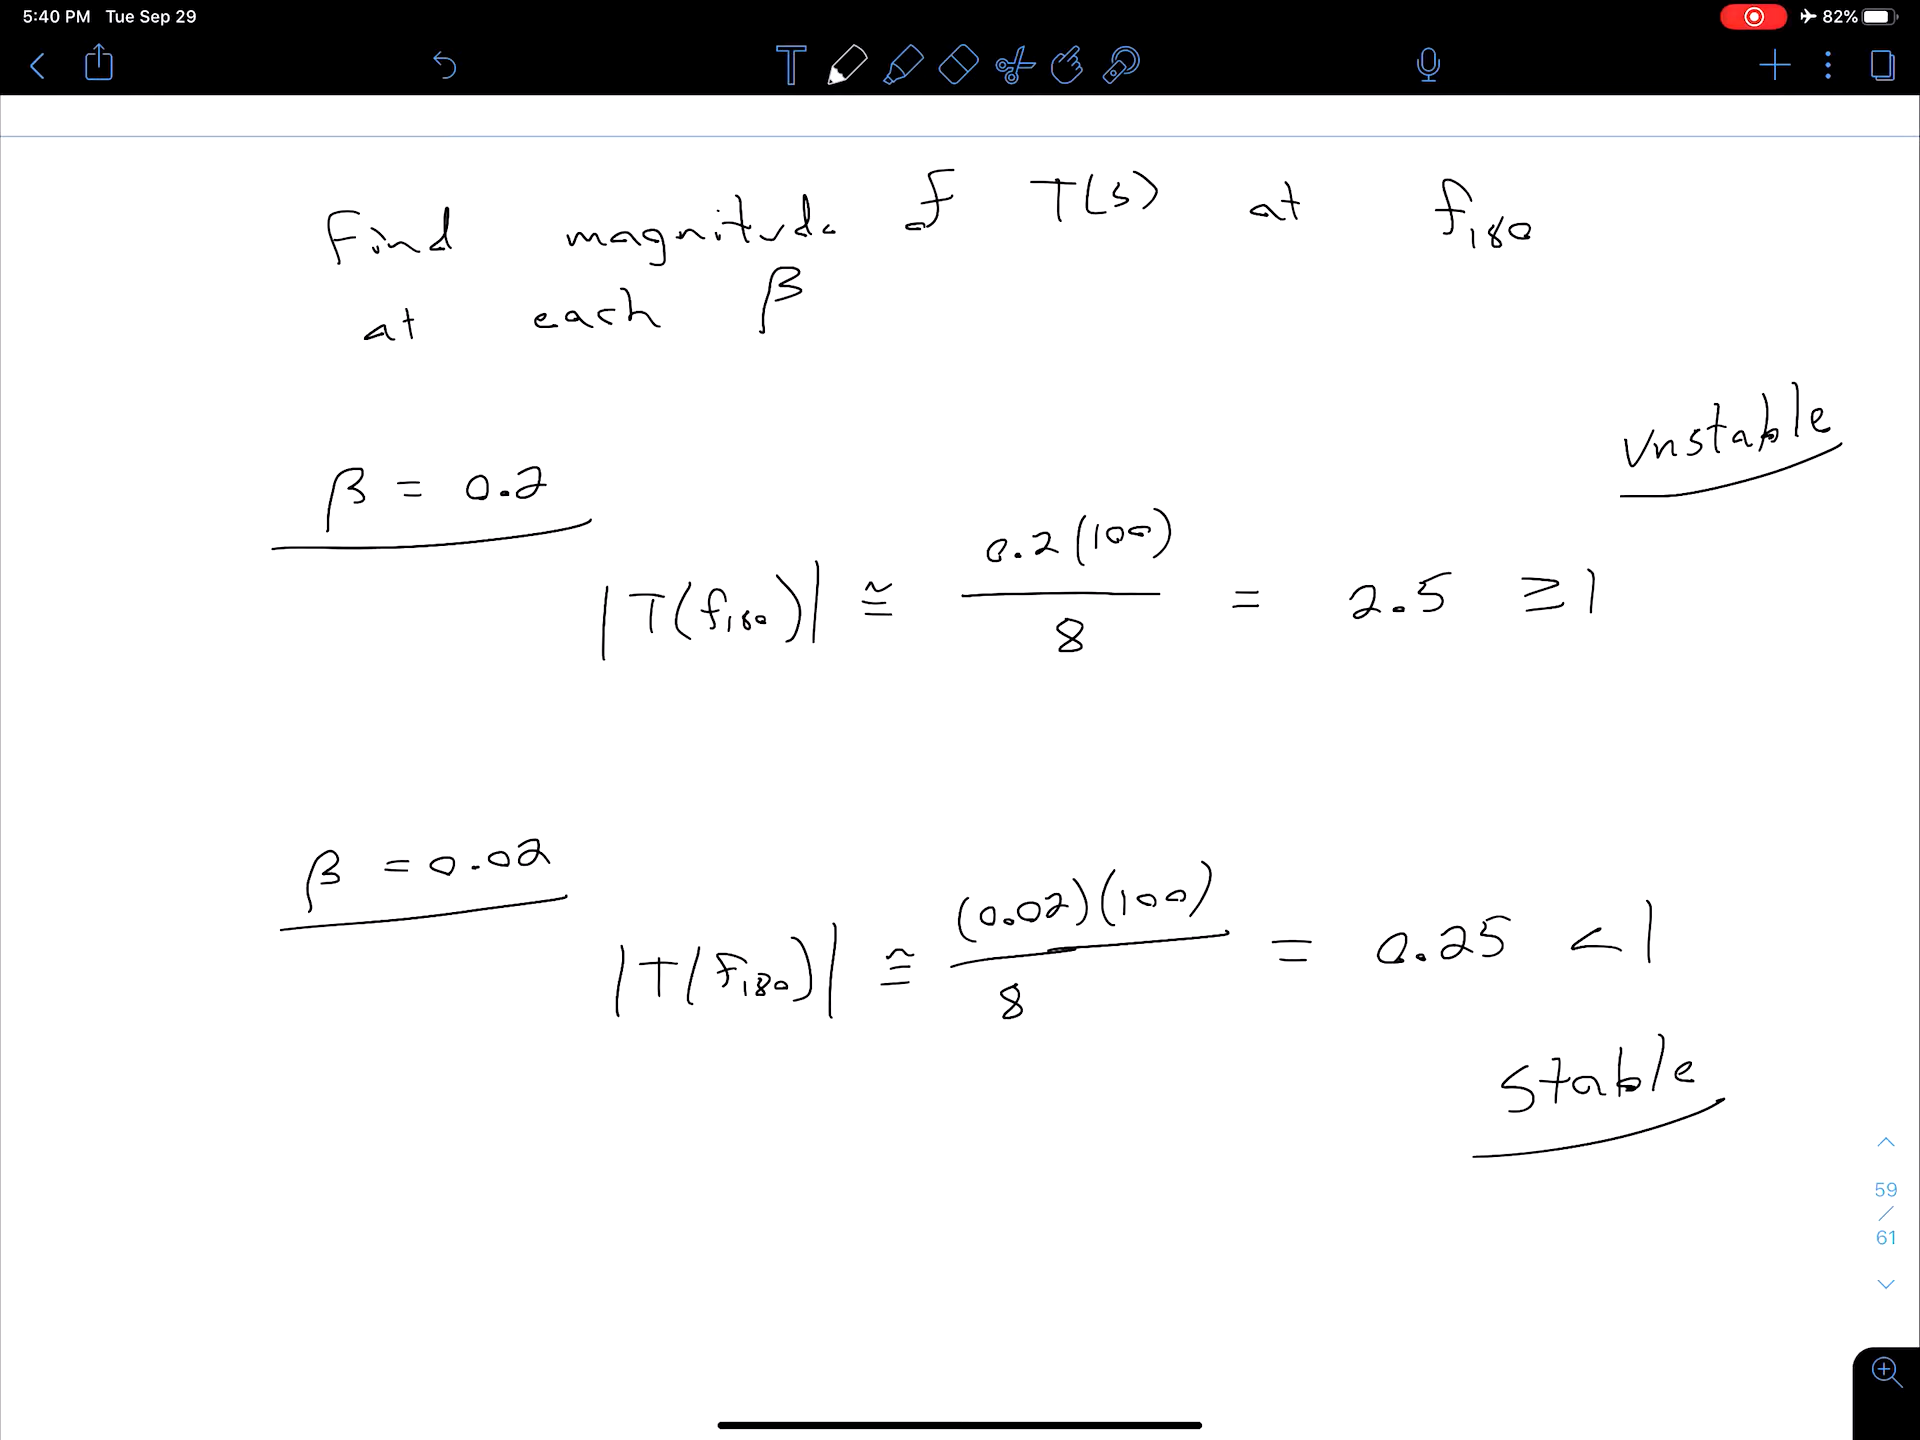 5:40 PM Tue Sep 29
82%
T
Find magnitude of T(s) at f₁₈₀
at each β
unstable
β = 0.2
|T(f₁₈₀)| ≅ 0.2(100) / 8 = 2.5 ≥ 1
β = 0.02
|T(f₁₈₀)| ≅ (0.02)(100) / 8 = 0.25 < 1
stable
59
/
61